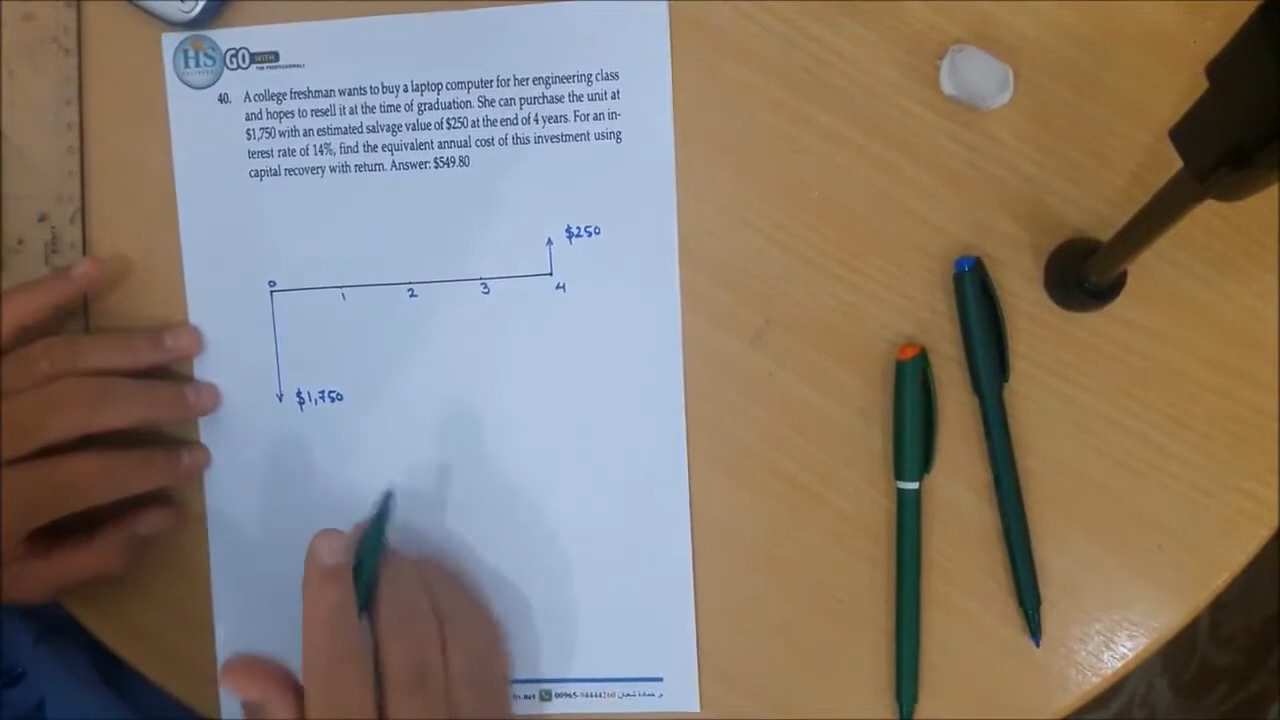 HS
ENGINEER
GO WITH
THE PROFESSIONALS
40. A college freshman wants to buy a laptop computer for her engineering class
and hopes to resell it at the time of graduation. She can purchase the unit at
$1,750 with an estimated salvage value of $250 at the end of 4 years. For an in-
terest rate of 14%, find the equivalent annual cost of this investment using
capital recovery with return. Answer: $549.80
$250
0
1
2
3
4
$1,750